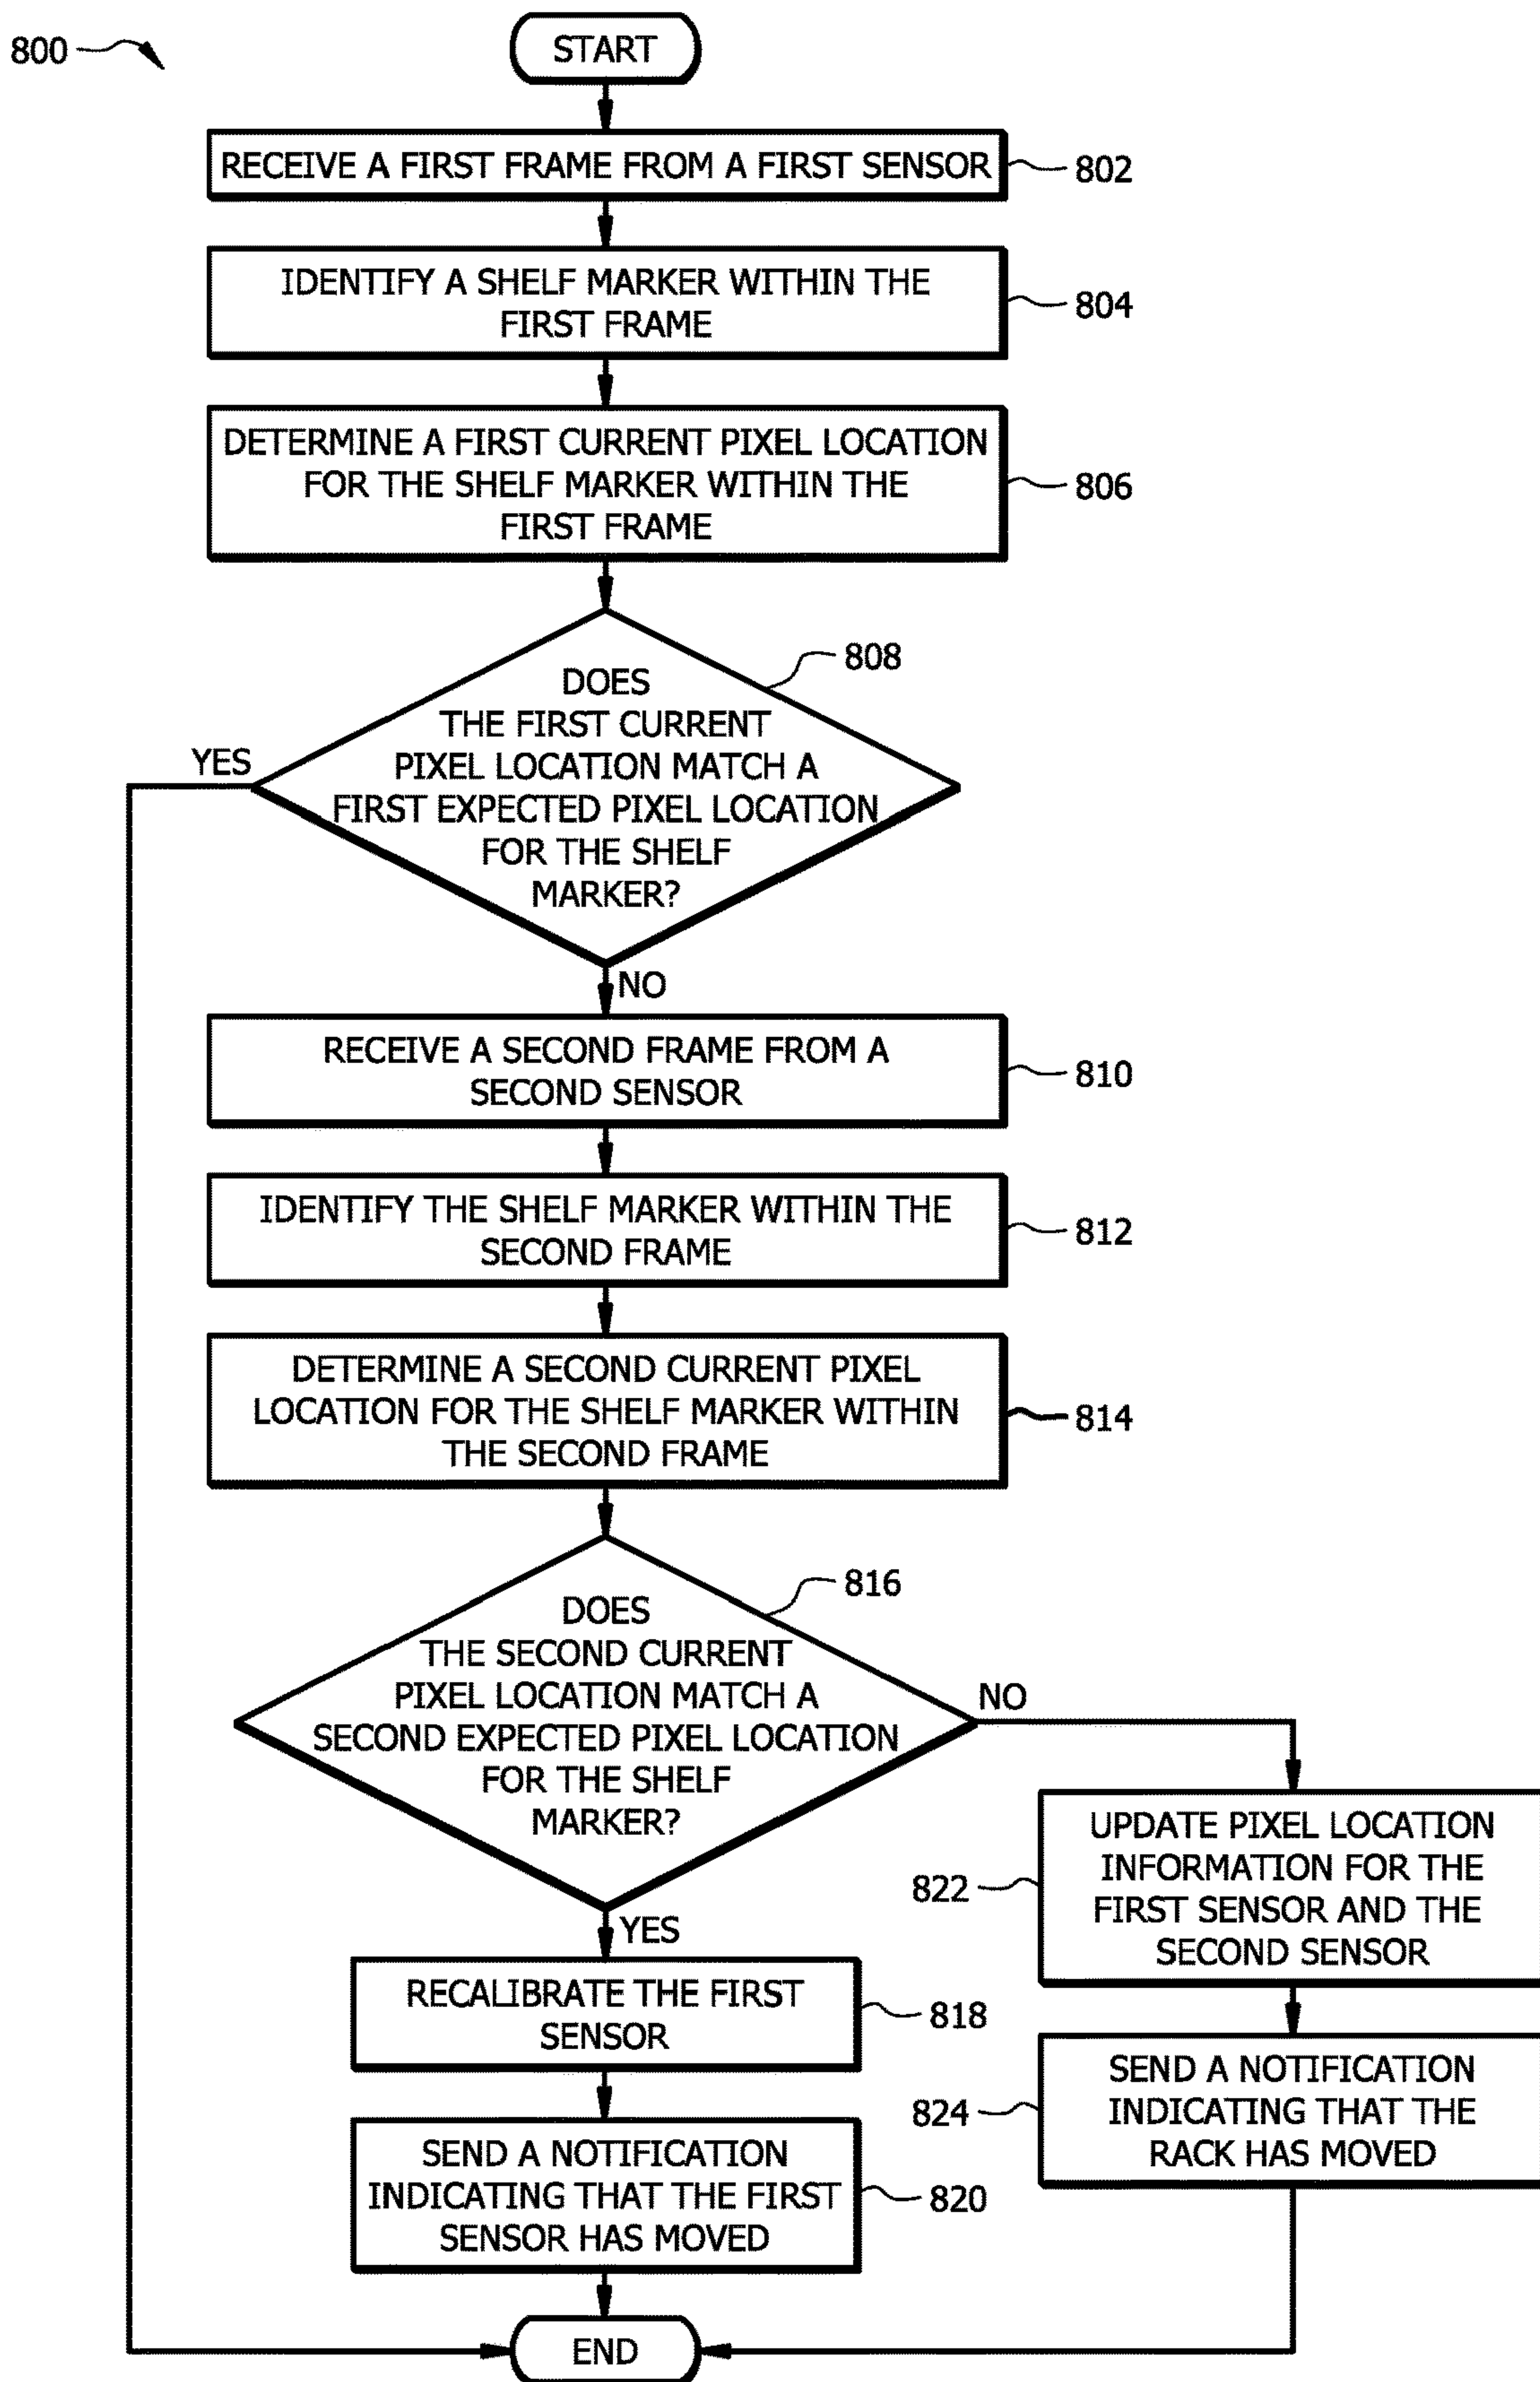 800
START
RECEIVE A FIRST FRAME FROM A FIRST SENSOR
802
IDENTIFY A SHELF MARKER WITHIN THE
FIRST FRAME
804
DETERMINE A FIRST CURRENT PIXEL LOCATION
FOR THE SHELF MARKER WITHIN THE
FIRST FRAME
806
808
DOES
THE FIRST CURRENT
PIXEL LOCATION MATCH A
FIRST EXPECTED PIXEL LOCATION
FOR THE SHELF
MARKER?
YES
NO
RECEIVE A SECOND FRAME FROM A
SECOND SENSOR
810
IDENTIFY THE SHELF MARKER WITHIN THE
SECOND FRAME
812
DETERMINE A SECOND CURRENT PIXEL
LOCATION FOR THE SHELF MARKER WITHIN
THE SECOND FRAME
814
816
DOES
THE SECOND CURRENT
PIXEL LOCATION MATCH A
SECOND EXPECTED PIXEL LOCATION
FOR THE SHELF
MARKER?
NO
YES
RECALIBRATE THE FIRST
SENSOR
818
SEND A NOTIFICATION
INDICATING THAT THE FIRST
SENSOR HAS MOVED
820
UPDATE PIXEL LOCATION
INFORMATION FOR THE
FIRST SENSOR AND THE
SECOND SENSOR
822
SEND A NOTIFICATION
INDICATING THAT THE
RACK HAS MOVED
824
END